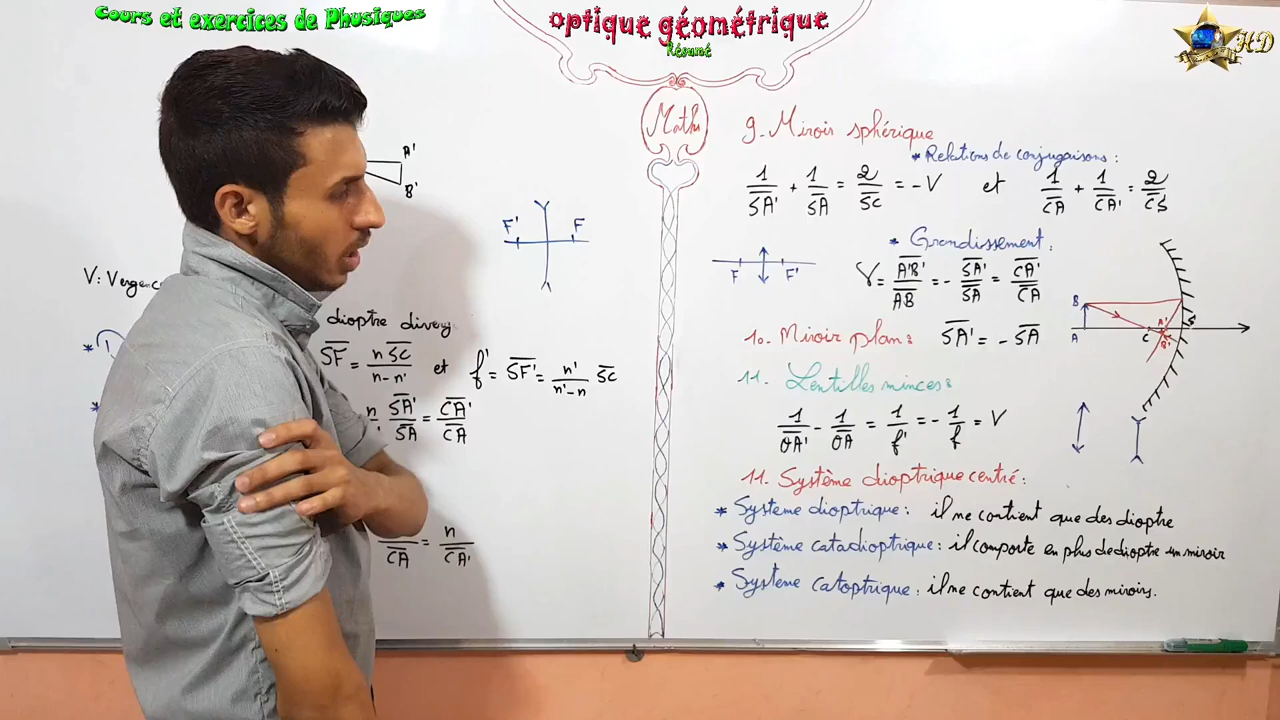 Cours et exercices de Physiques
optique géométrique
Résumé
HD
A'
B'
F' F
V: Vergenc
dioptre diverg
SF = n SC / n - n' et f' = SF' = n' / n' - n SC
n SA' / n' SA = CA' / CA
CA = n / CA'
Maths
9. Miroir sphérique
* Relations de conjugaisons :
1/SA' + 1/SA = 2/SC = -V et 1/CA + 1/CA' = 2/CS
* Grandissement :
F F'
γ = A'B'/AB = - SA'/SA = CA'/CA
B A C A' B' S
10. Miroir plan : SA' = - SA
11. Lentilles minces :
1/OA' - 1/OA = 1/f' = - 1/f = V
11. Système dioptrique centré :
* Système dioptrique : il ne contient que des dioptre
* Système catadioptrique : il comporte en plus de dioptre un miroir
* Système catoptrique : il ne contient que des miroirs.